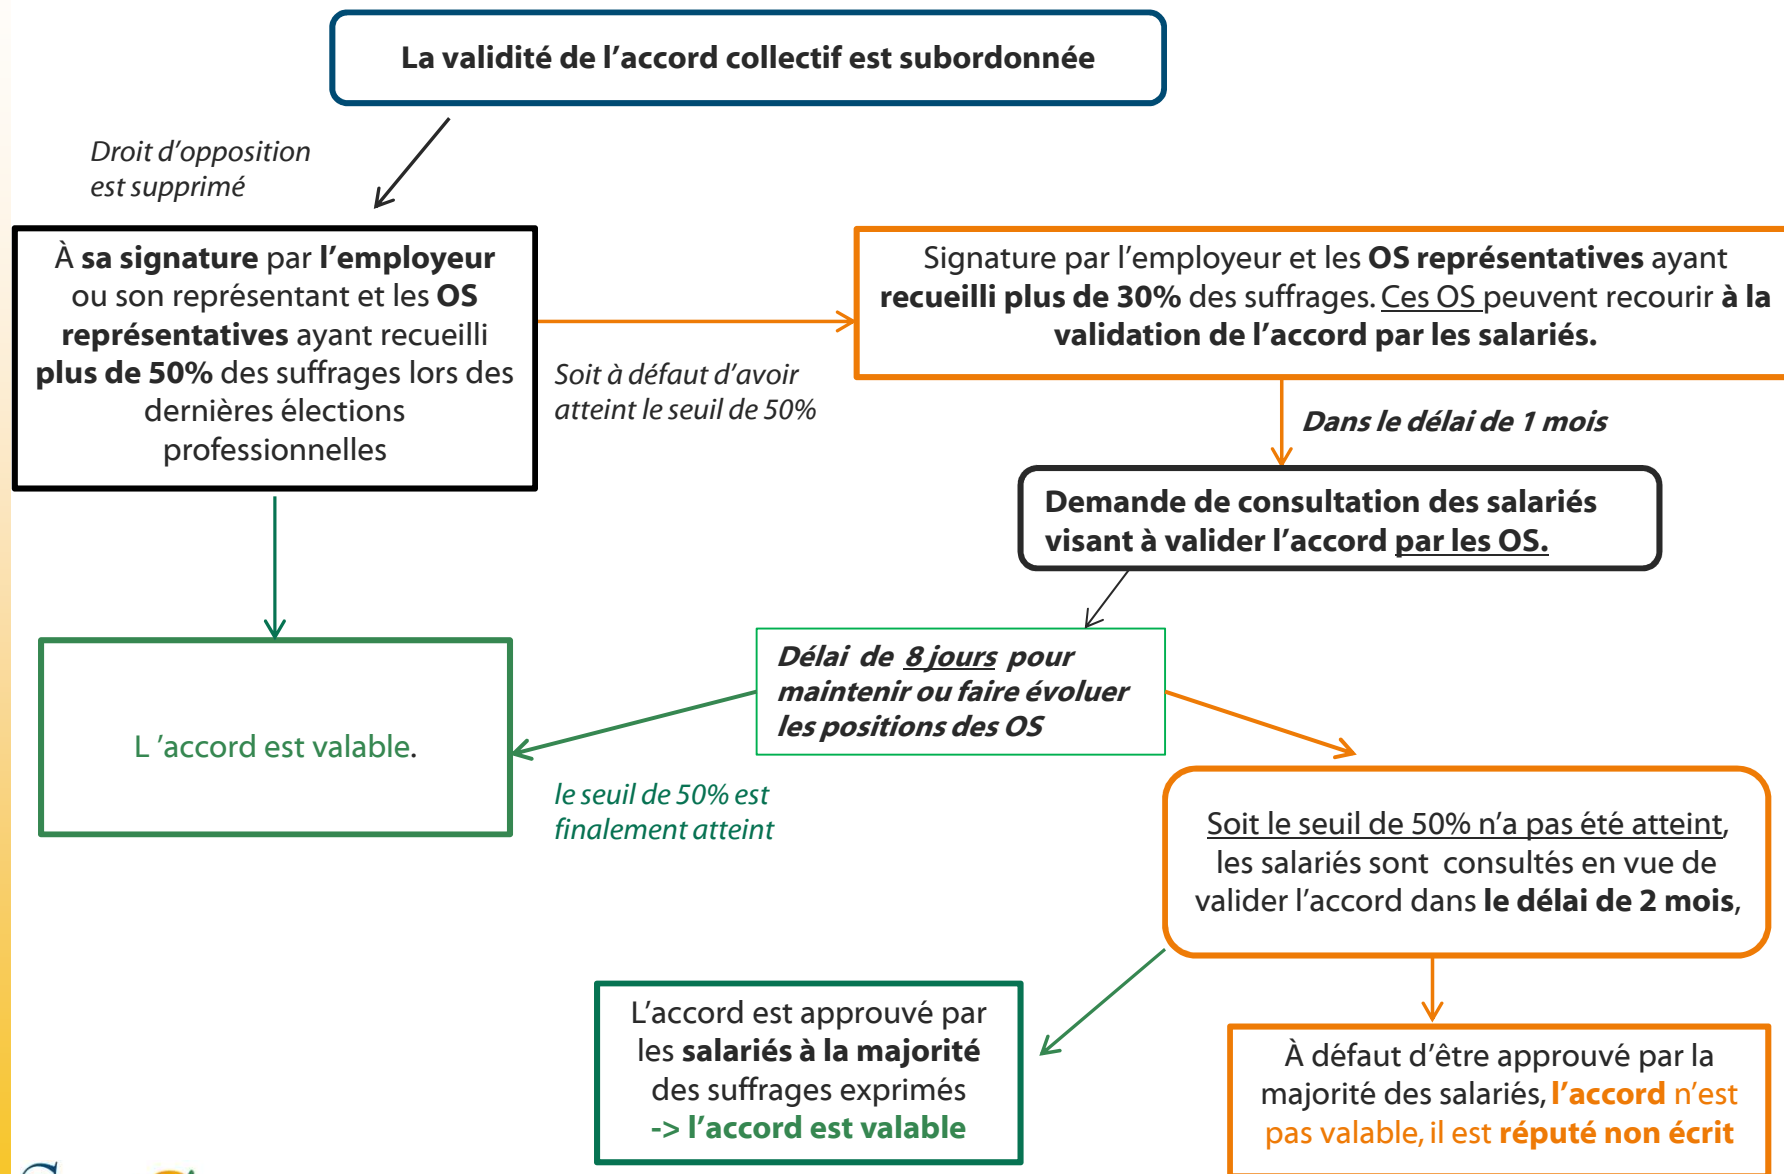 La validité de l’accord collectif est subordonnée
Droit d’opposition
est supprimé
À sa signature par l’employeur
ou son représentant et les OS
représentatives ayant recueilli
plus de 50% des suffrages lors des
dernières élections
professionnelles
Soit à défaut d’avoir
atteint le seuil de 50%
Signature par l’employeur et les OS représentatives ayant
recueilli plus de 30% des suffrages. Ces OS peuvent recourir à la
validation de l’accord par les salariés.
Dans le délai de 1 mois
Demande de consultation des salariés
visant à valider l’accord par les OS.
Délai de 8 jours pour
maintenir ou faire évoluer
les positions des OS
L ’accord est valable.
le seuil de 50% est
finalement atteint
Soit le seuil de 50% n’a pas été atteint,
les salariés sont consultés en vue de
valider l’accord dans le délai de 2 mois,
L’accord est approuvé par
les salariés à la majorité
des suffrages exprimés
-> l’accord est valable
À défaut d’être approuvé par la
majorité des salariés, l’accord n’est
pas valable, il est réputé non écrit